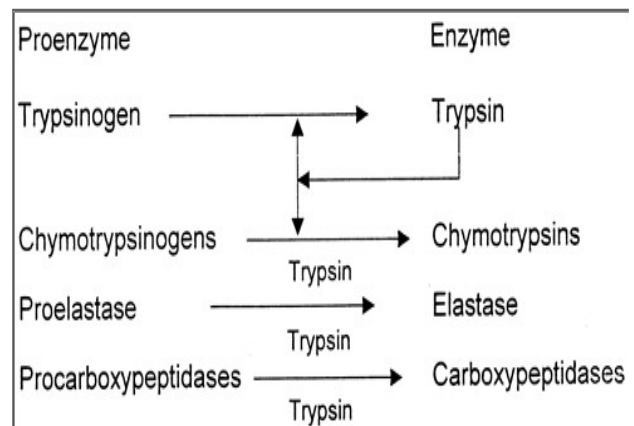 Proenzyme Enzyme
Trypsinogen Trypsin
Chymotrypsinogens Chymotrypsins
Trypsin
Proelastase Elastase
Trypsin
Procarboxypeptidases Carboxypeptidases
Trypsin